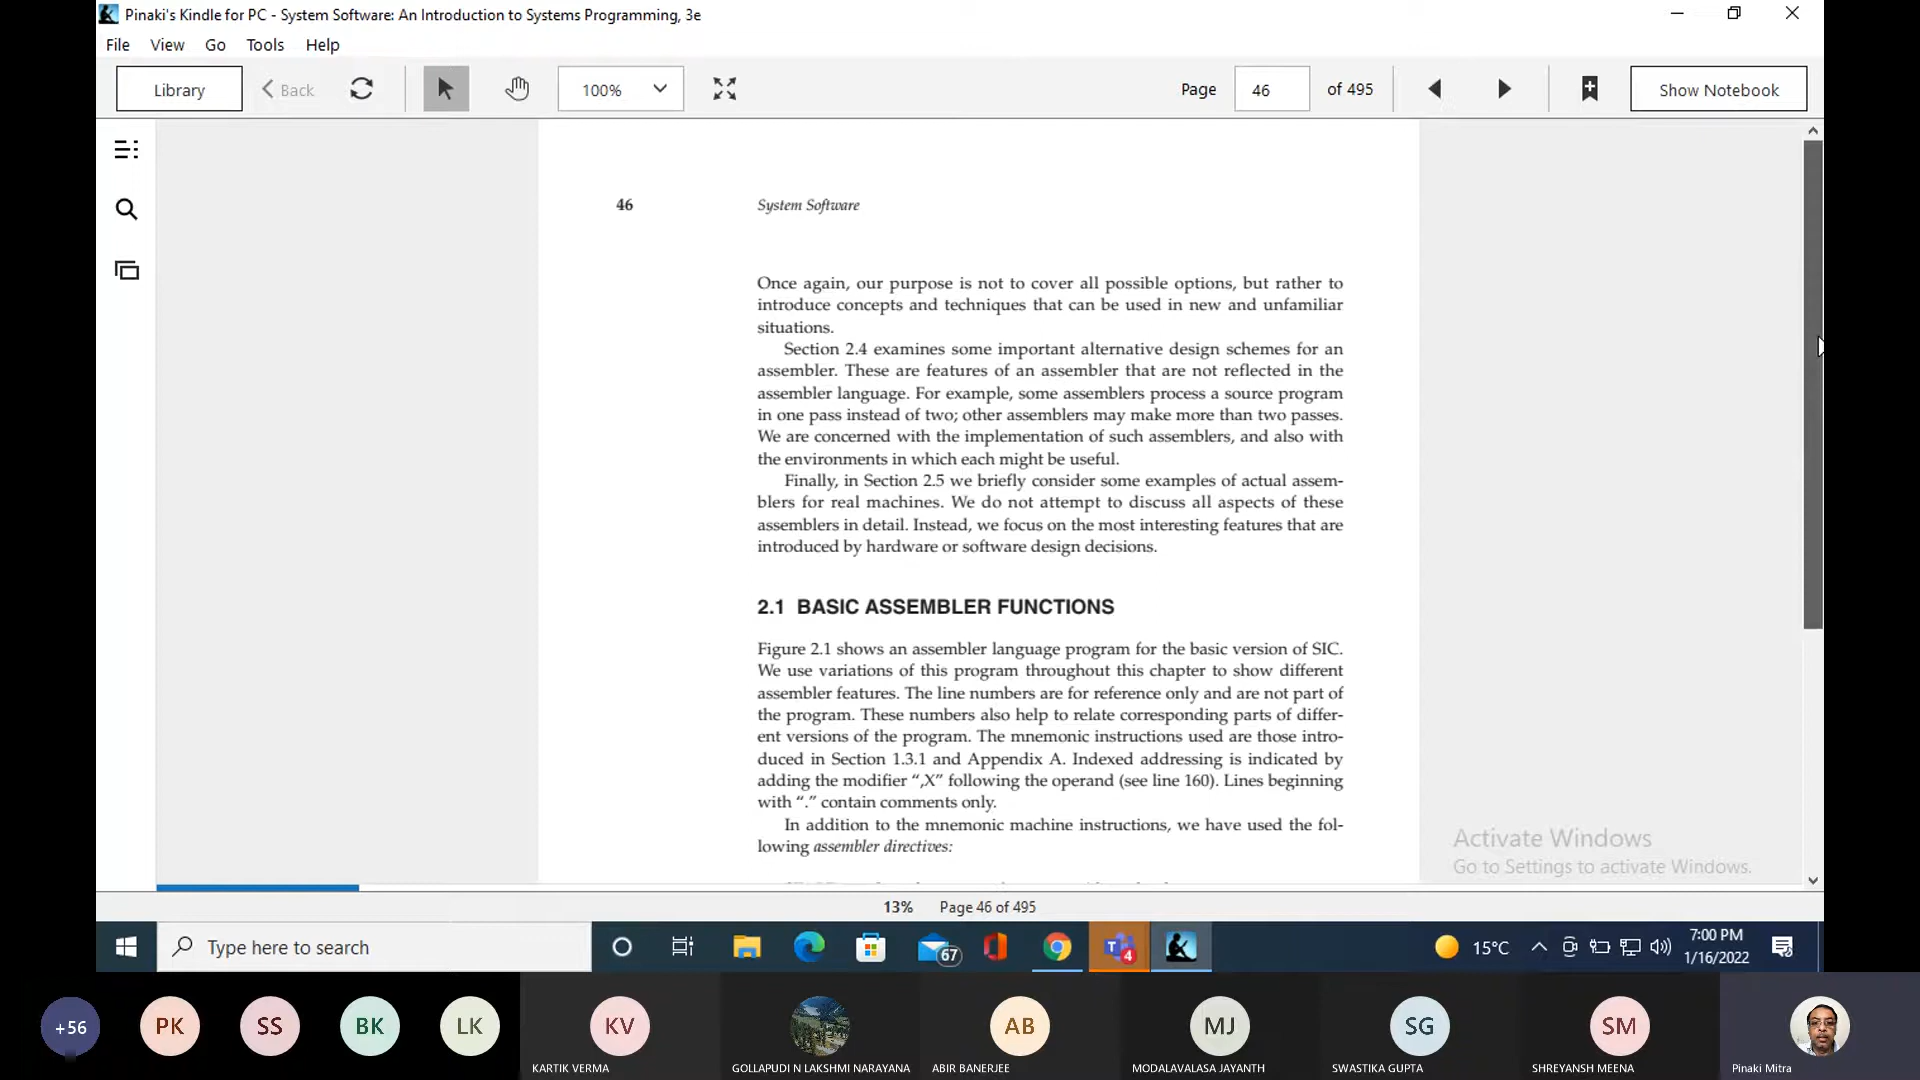 Pinaki's Kindle for PC - System Software: An Introduction to Systems Programming, 3e
File View Go Tools Help
Library Back 100% Page 46 of 495 Show Notebook
46 System Software
Once again, our purpose is not to cover all possible options, but rather to
introduce concepts and techniques that can be used in new and unfamiliar
situations.
Section 2.4 examines some important alternative design schemes for an
assembler. These are features of an assembler that are not reflected in the
assembler language. For example, some assemblers process a source program
in one pass instead of two; other assemblers may make more than two passes.
We are concerned with the implementation of such assemblers, and also with
the environments in which each might be useful.
Finally, in Section 2.5 we briefly consider some examples of actual assem-
blers for real machines. We do not attempt to discuss all aspects of these
assemblers in detail. Instead, we focus on the most interesting features that are
introduced by hardware or software design decisions.
2.1 BASIC ASSEMBLER FUNCTIONS
Figure 2.1 shows an assembler language program for the basic version of SIC.
We use variations of this program throughout this chapter to show different
assembler features. The line numbers are for reference only and are not part of
the program. These numbers also help to relate corresponding parts of differ-
ent versions of the program. The mnemonic instructions used are those intro-
duced in Section 1.3.1 and Appendix A. Indexed addressing is indicated by
adding the modifier “,X” following the operand (see line 160). Lines beginning
with “.” contain comments only.
In addition to the mnemonic machine instructions, we have used the fol-
lowing assembler directives:
Activate Windows
Go to Settings to activate Windows.
13% Page 46 of 495
Type here to search 67 4 15°C 7:00 PM
1/16/2022
+56 PK SS BK LK KV AB MJ SG SM
KARTIK VERMA GOLLAPUDI N LAKSHMI NARAYANA ABIR BANERJEE MODALAVALASA JAYANTH SWASTIKA GUPTA SHREYANSH MEENA Pinaki Mitra